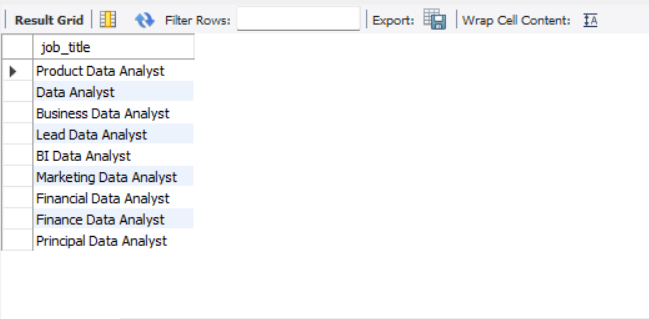 Result Grid Filter Rows: Export: Wrap Cell Content: IA
job_title
Product Data Analyst
Data Analyst
Business Data Analyst
Lead Data Analyst
BI Data Analyst
Marketing Data Analyst
Financial Data Analyst
Finance Data Analyst
Principal Data Analyst